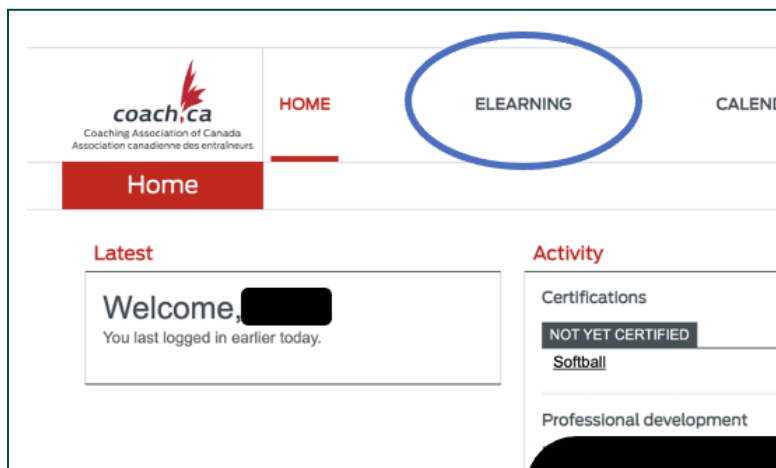 coach.ca
Coaching Association of Canada
Association canadienne des entraîneurs
HOME
ELEARNING
CALEND
Home
Latest
Welcome,
You last logged in earlier today.
Activity
Certifications
NOT YET CERTIFIED
Softball
Professional development